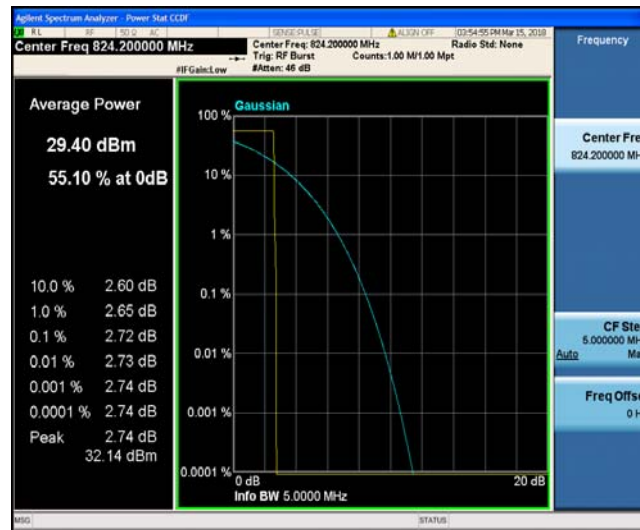 Agilent Spectrum Analyzer - Power Stat CCDF
RL RF 50 Ω AC SENSE:PULSE ALIGN OFF 03:54:55 PM Mar 15, 2018
Center Freq 824.200000 MHz
Center Freq: 824.200000 MHz Radio Std: None
Trig: RF Burst Counts:1.00 M/1.00 Mpt
#IFGain:Low #Atten: 46 dB
Frequency
Average Power
29.40 dBm
55.10 % at 0dB
10.0 % 2.60 dB
1.0 % 2.65 dB
0.1 % 2.72 dB
0.01 % 2.73 dB
0.001 % 2.74 dB
0.0001 % 2.74 dB
Peak 2.74 dB
32.14 dBm
Gaussian
100 %
10 %
1 %
0.1 %
0.01 %
0.001 %
0.0001 %
0 dB 20 dB
Info BW 5.0000 MHz
Center Fre
824.200000 MH
CF Ste
5.000000 MH
Auto Ma
Freq Offse
0 H
MSG STATUS